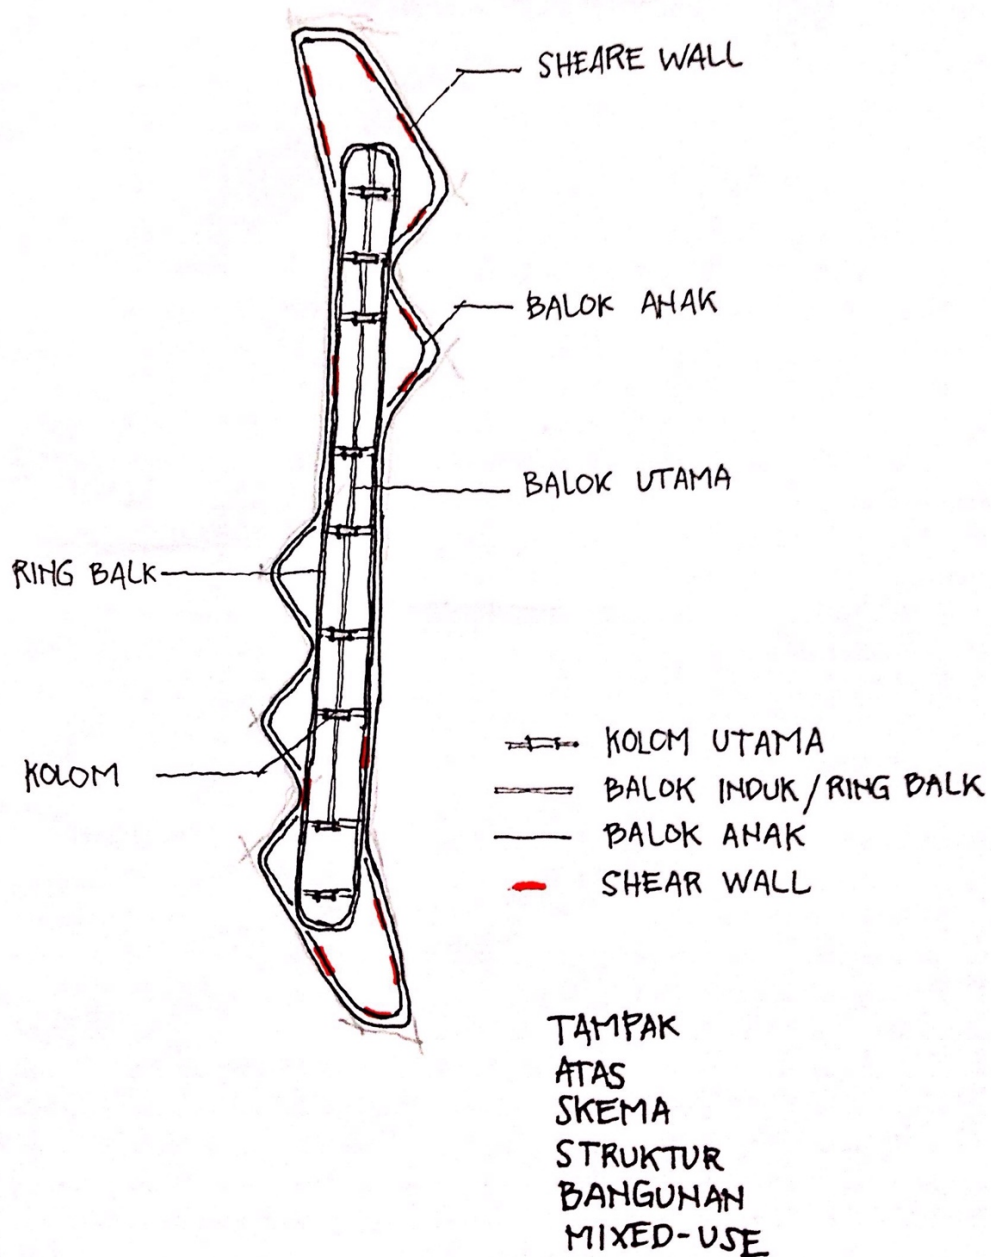 SHEARE WALL
BALOK ANAK
BALOK UTAMA
RING BALK
KOLOM
KOLOM UTAMA
BALOK INDUK/RING BALK
BALOK ANAK
SHEAR WALL
TAMPAK
ATAS
SKEMA
STRUKTUR
BANGUNAN
MIXED-USE